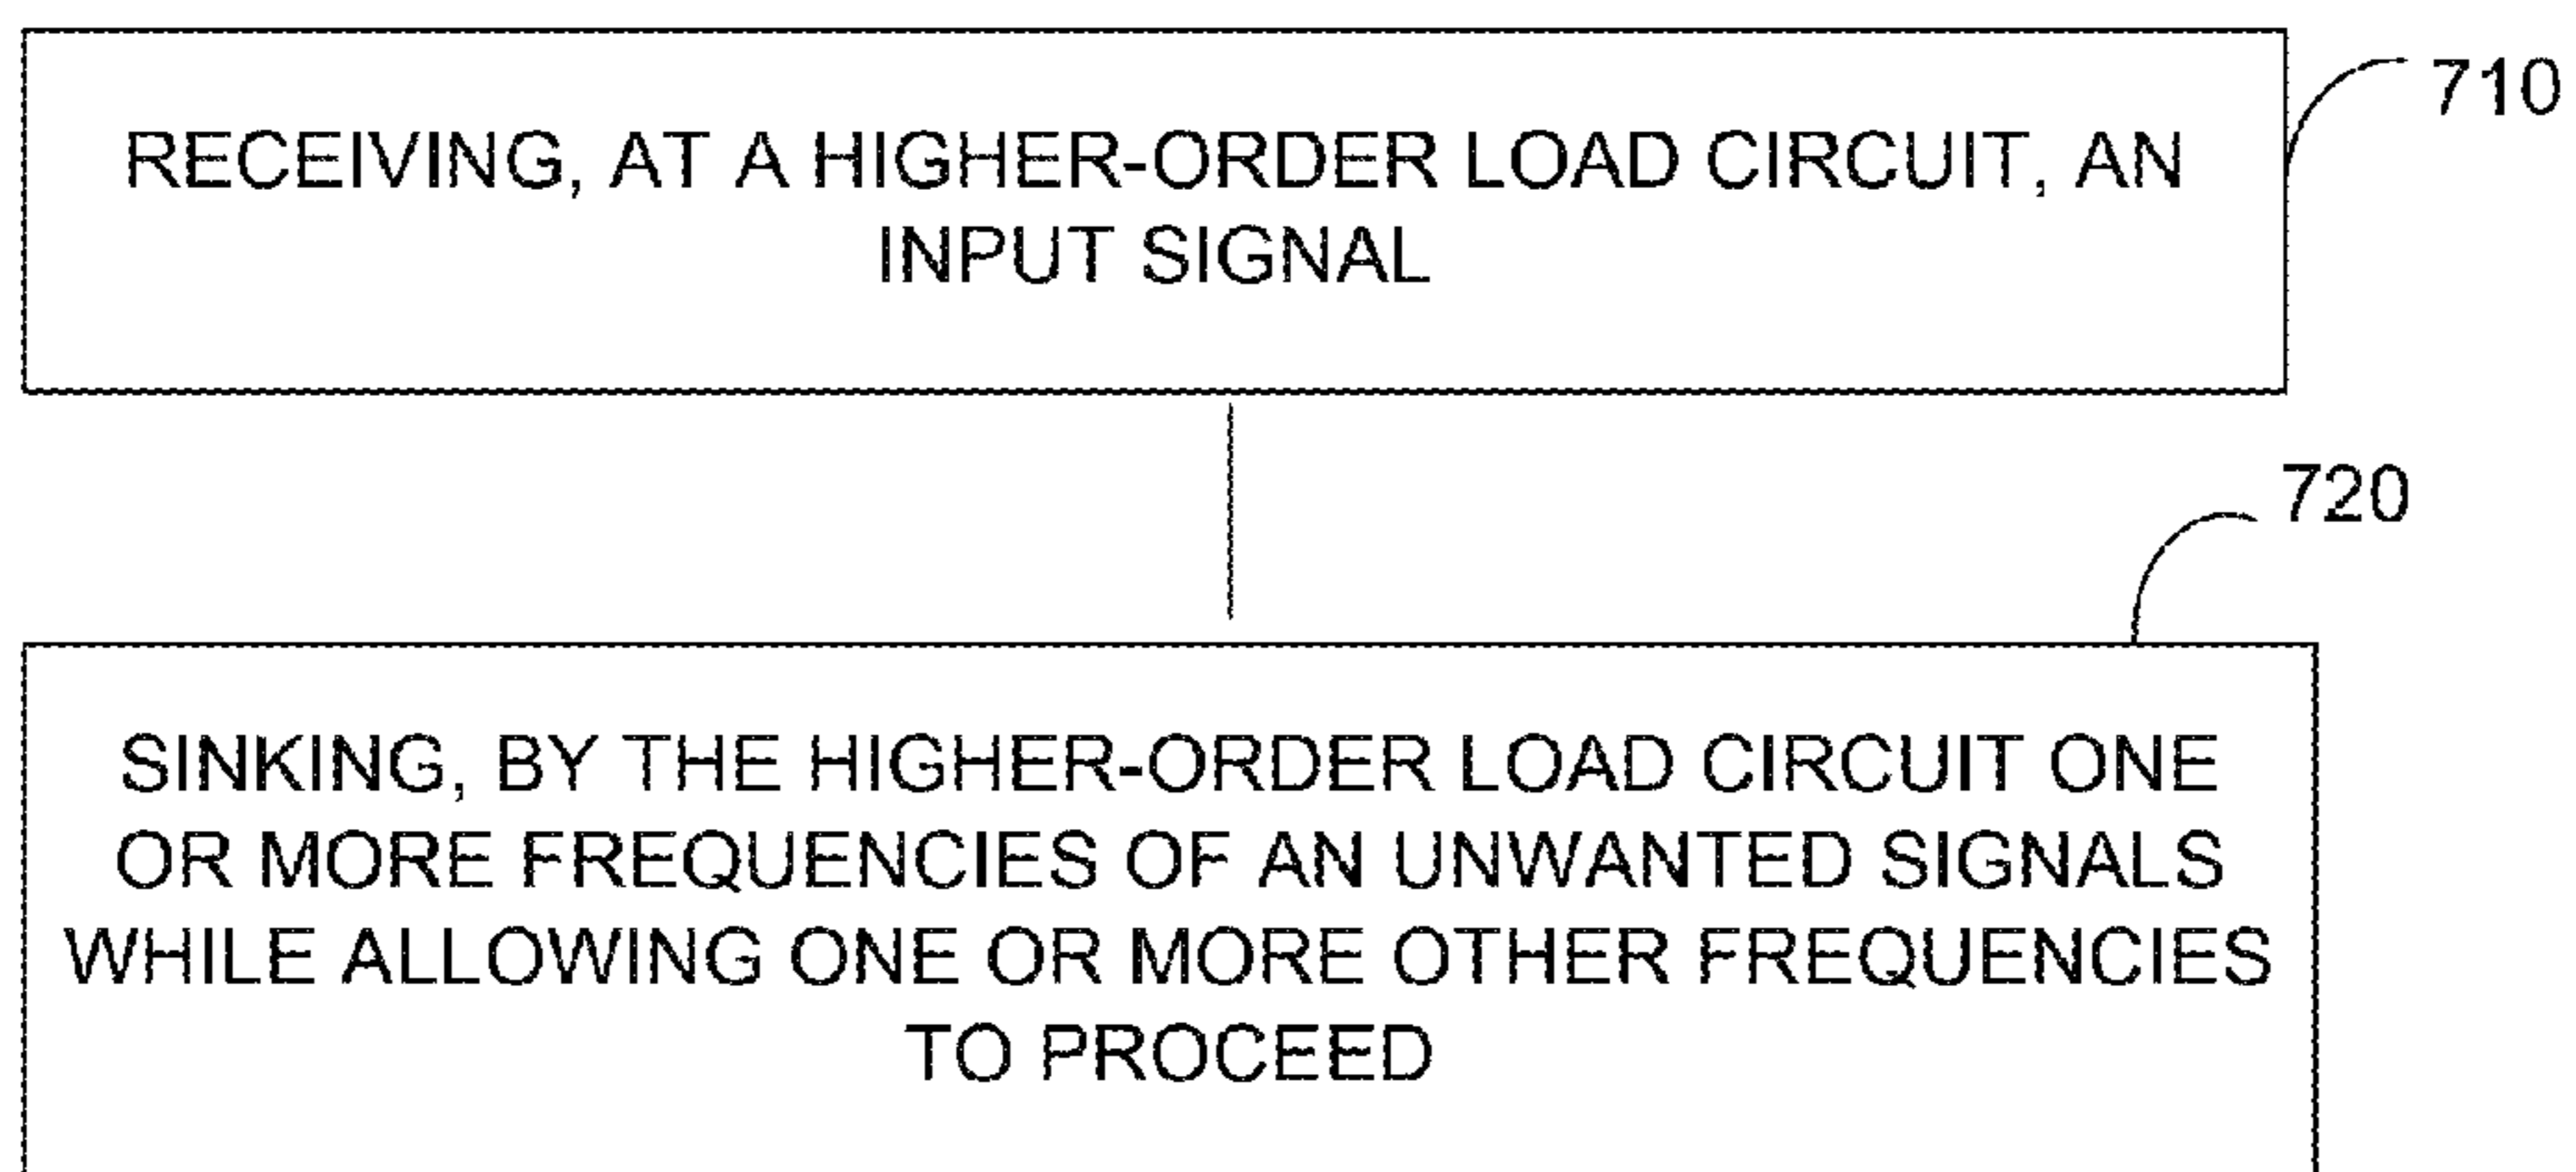 710
RECEIVING, AT A HIGHER-ORDER LOAD CIRCUIT, AN
INPUT SIGNAL
720
SINKING, BY THE HIGHER-ORDER LOAD CIRCUIT ONE
OR MORE FREQUENCIES OF AN UNWANTED SIGNALS
WHILE ALLOWING ONE OR MORE OTHER FREQUENCIES
TO PROCEED